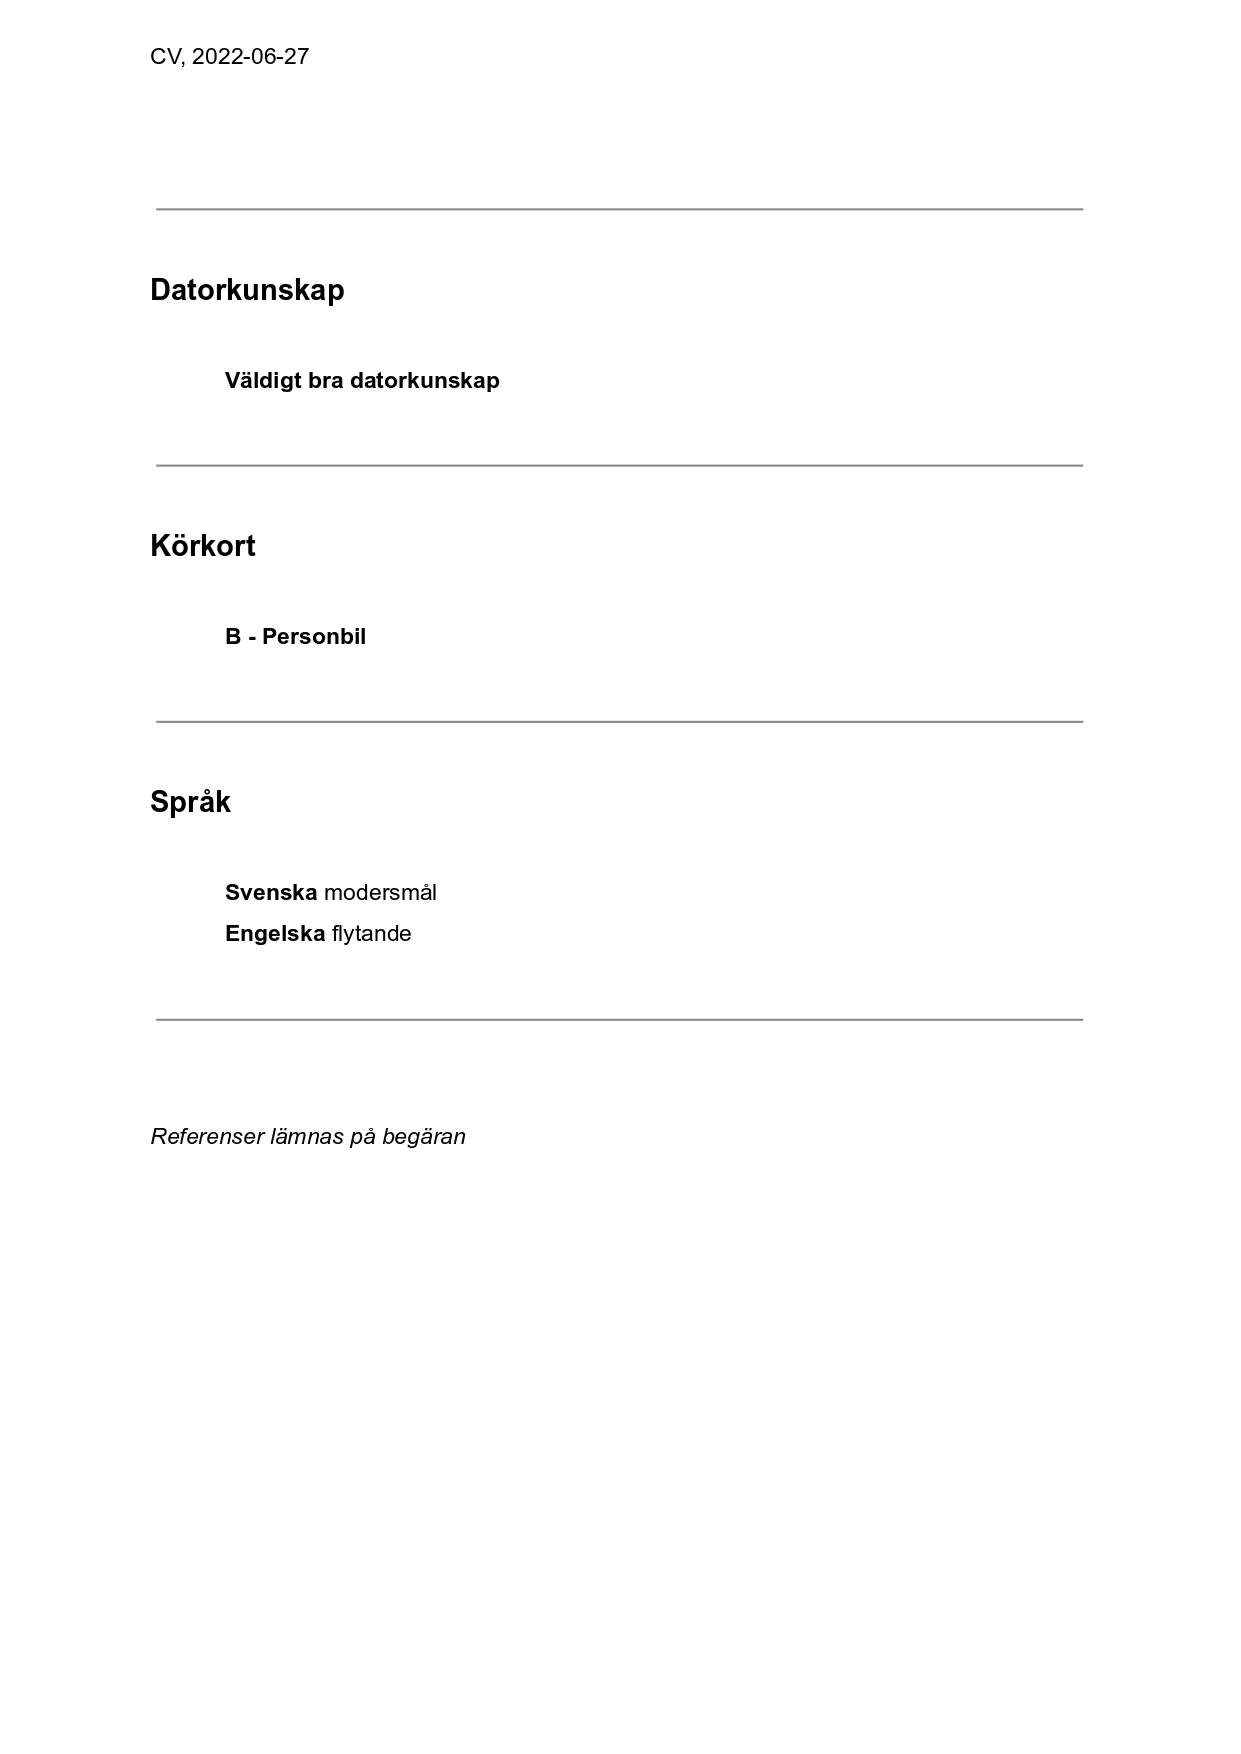 CV, 2022-06-27
Datorkunskap
Väldigt bra datorkunskap
Körkort
B - Personbil
Språk
Svenska modersmål
Engelska flytande
Referenser lämnas på begäran